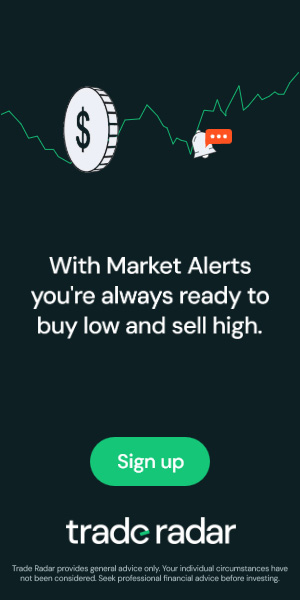 $
With Market Alerts
you're always ready to
buy low and sell high.
Sign up
trade radar
Trade Radar provides general advice only. Your individual circumstances have
not been considered. Seek professional financial advice before investing.